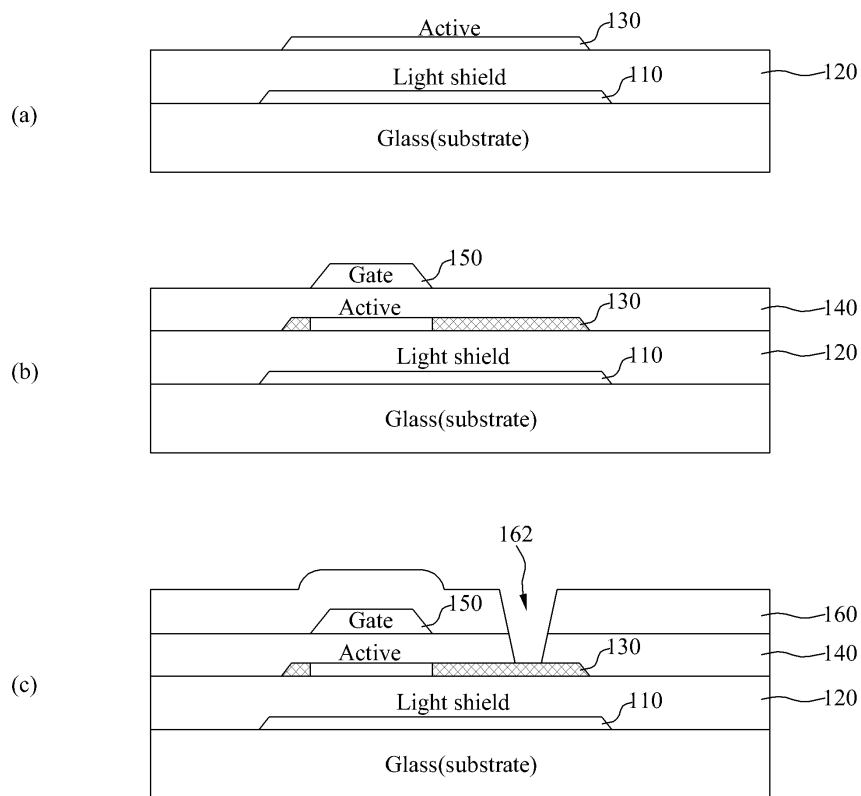 Active
130
Light shield
110
120
Glass(substrate)
(a)
Gate
150
Active
130
140
Light shield
110
120
Glass(substrate)
(b)
162
Gate
150
160
Active
130
140
Light shield
110
120
Glass(substrate)
(c)